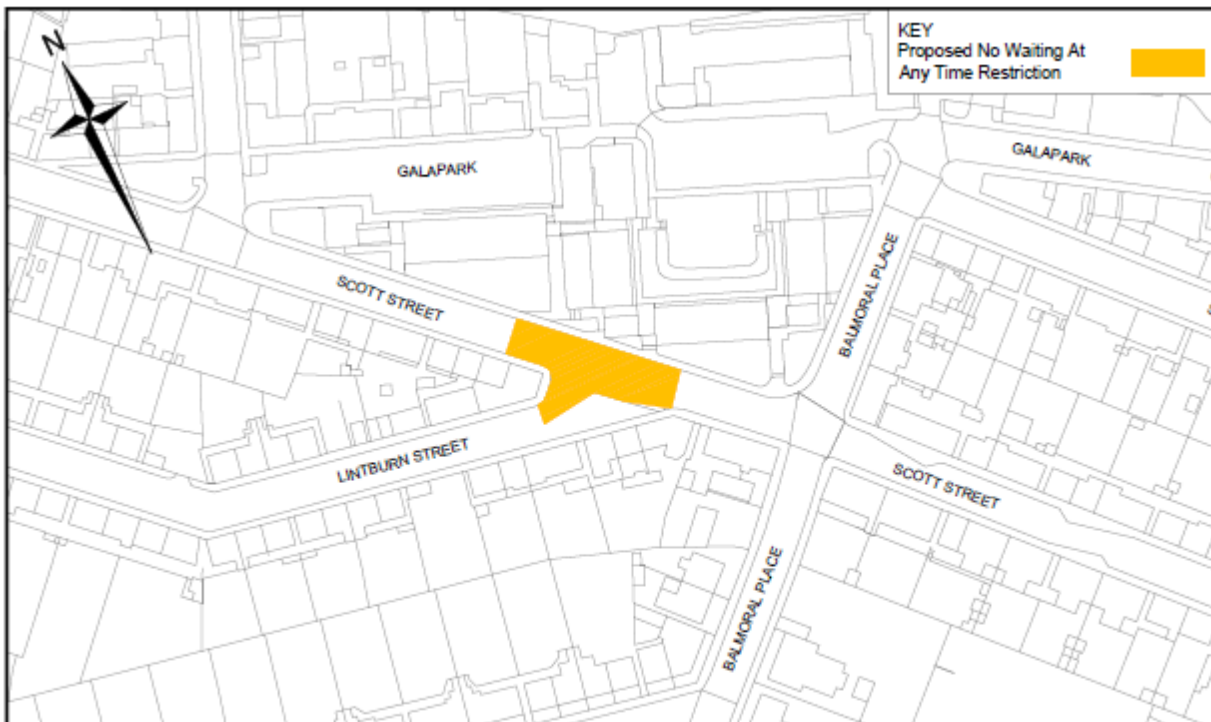 KEY
Proposed No Waiting At
Any Time Restriction
N
GALAPARK
GALAPARK
SCOTT STREET
BALMORAL PLACE
LINTBURN STREET
SCOTT STREET
BALMORAL PLACE